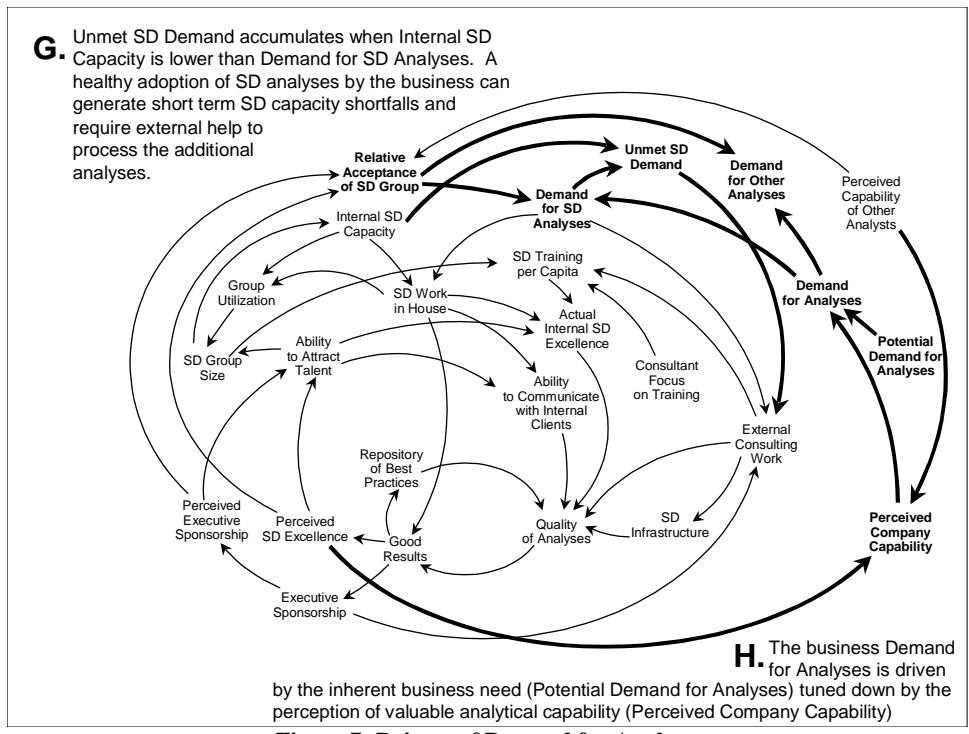 G. Unmet SD Demand accumulates when Internal SD
Capacity is lower than Demand for SD Analyses. A
healthy adoption of SD analyses by the business can
generate short term SD capacity shortfalls and
require external help to
process the additional
analyses.
Relative
Acceptance
of SD Group
Unmet SD
Demand
Demand
for Other
Analyses
Perceived
Capability
of Other
Analysts
Demand
for SD
Analyses
Internal SD
Capacity
SD Training
per Capita
Group
Utilization
SD Work
in House
Demand
for Analyses
Actual
Internal SD
Excellence
Potential
Demand for
Analyses
SD Group
Size
Ability
to Attract
Talent
Consultant
Focus
on Training
Ability
to Communicate
with Internal
Clients
External
Consulting
Work
Repository
of Best
Practices
Perceived
Executive
Sponsorship
Perceived
SD Excellence
Good
Results
Quality
of Analyses
SD
Infrastructure
Perceived
Company
Capability
Executive
Sponsorship
H. The business Demand
for Analyses is driven
by the inherent business need (Potential Demand for Analyses) tuned down by the
perception of valuable analytical capability (Perceived Company Capability)